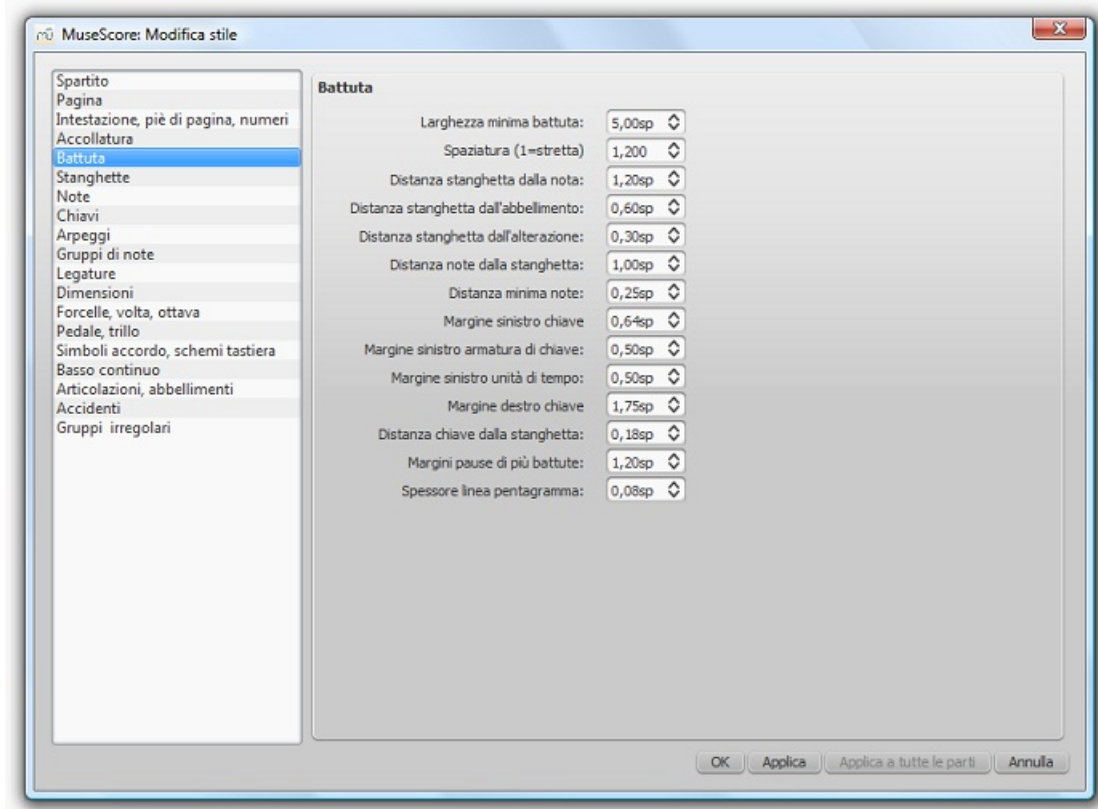 MuseScore: Modifica stile
Spartito
Pagina
Intestazione, piè di pagina, numeri
Accollatura
Battuta
Stanghette
Note
Chiavi
Arpeggi
Gruppi di note
Legature
Dimensioni
Forcelle, volta, ottava
Pedale, trillo
Simboli accordo, schemi tastiera
Basso continuo
Articolazioni, abbellimenti
Accidenti
Gruppi irregolari
Battuta
Larghezza minima battuta: 5,00sp
Spaziatura (1=stretta) 1,200
Distanza stanghetta dalla nota: 1,20sp
Distanza stanghetta dall'abbellimento: 0,60sp
Distanza stanghetta dall'alterazione: 0,30sp
Distanza note dalla stanghetta: 1,00sp
Distanza minima note: 0,25sp
Margine sinistro chiave 0,64sp
Margine sinistro armatura di chiave: 0,50sp
Margine sinistro unità di tempo: 0,50sp
Margine destro chiave 1,75sp
Distanza chiave dalla stanghetta: 0,18sp
Margini pause di più battute: 1,20sp
Spessore linea pentagramma: 0,08sp
OK Applica Applica a tutte le parti Annulla